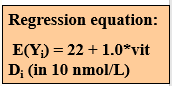 Regression equation:
E(Yᵢ) = 22 + 1.0*vit
Dᵢ (in 10 nmol/L)